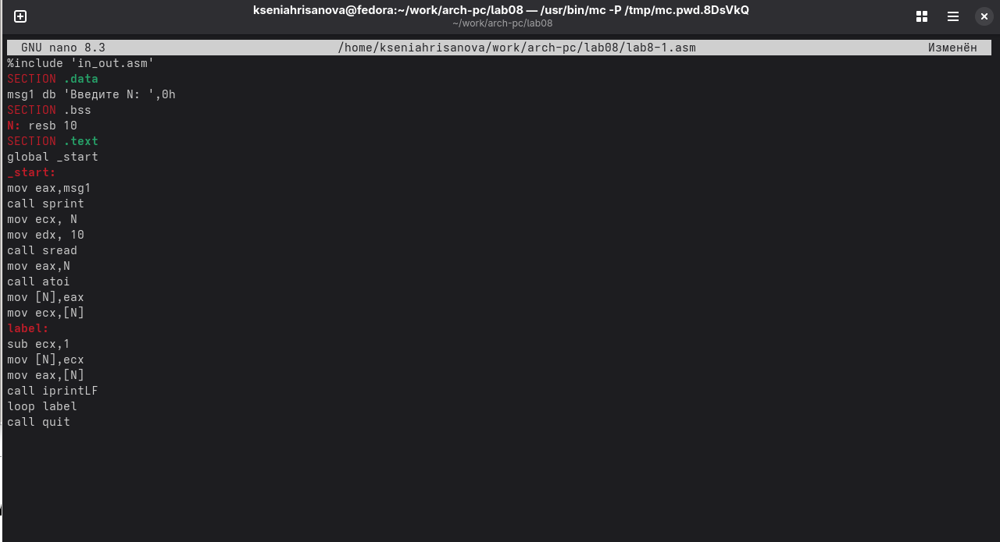 kseniahrisanova@fedora:~/work/arch-pc/lab08 — /usr/bin/mc -P /tmp/mc.pwd.8DsVkQ
~/work/arch-pc/lab08
GNU nano 8.3 /home/kseniahrisanova/work/arch-pc/lab08/lab8-1.asm Изменён
%include 'in_out.asm'
SECTION .data
msg1 db 'Введите N: ',0h
SECTION .bss
N: resb 10
SECTION .text
global _start
_start:
mov eax,msg1
call sprint
mov ecx, N
mov edx, 10
call sread
mov eax,N
call atoi
mov [N],eax
mov ecx,[N]
label:
sub ecx,1
mov [N],ecx
mov eax,[N]
call iprintLF
loop label
call quit